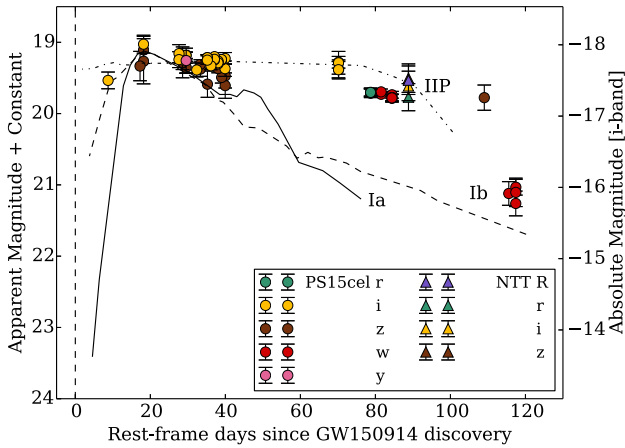 Apparent Magnitude + Constant
19
20
21
22
23
24
Absolute Magnitude [i-band]
−18
−17
−16
−15
−14
IIP
Ia
Ib
PS15cel r
i
z
w
y
NTT R
r
i
z
0 20 40 60 80 100 120
Rest-frame days since GW150914 discovery